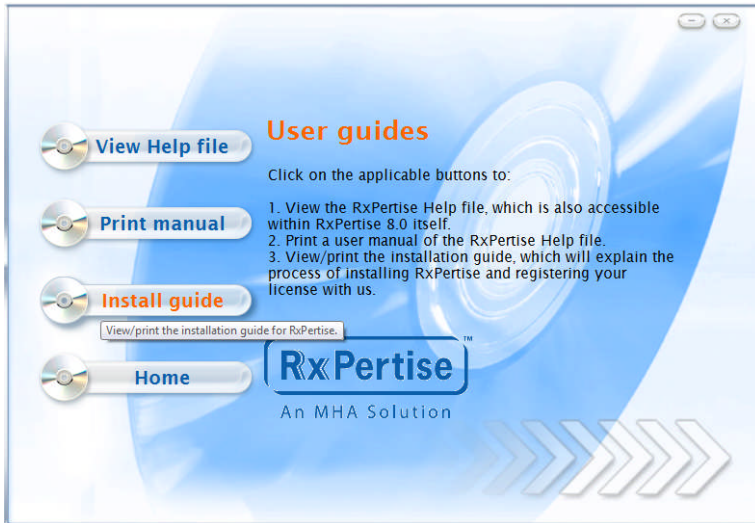 User guides
View Help file
Click on the applicable buttons to:
1. View the RxPertise Help file, which is also accessible
within RxPertise 8.0 itself.
Print manual
2. Print a user manual of the RxPertise Help file.
3. View/print the installation guide, which will explain the
process of installing RxPertise and registering your
license with us.
Install guide
View/print the installation guide for RxPertise.
RxPertise™
Home
An MHA Solution